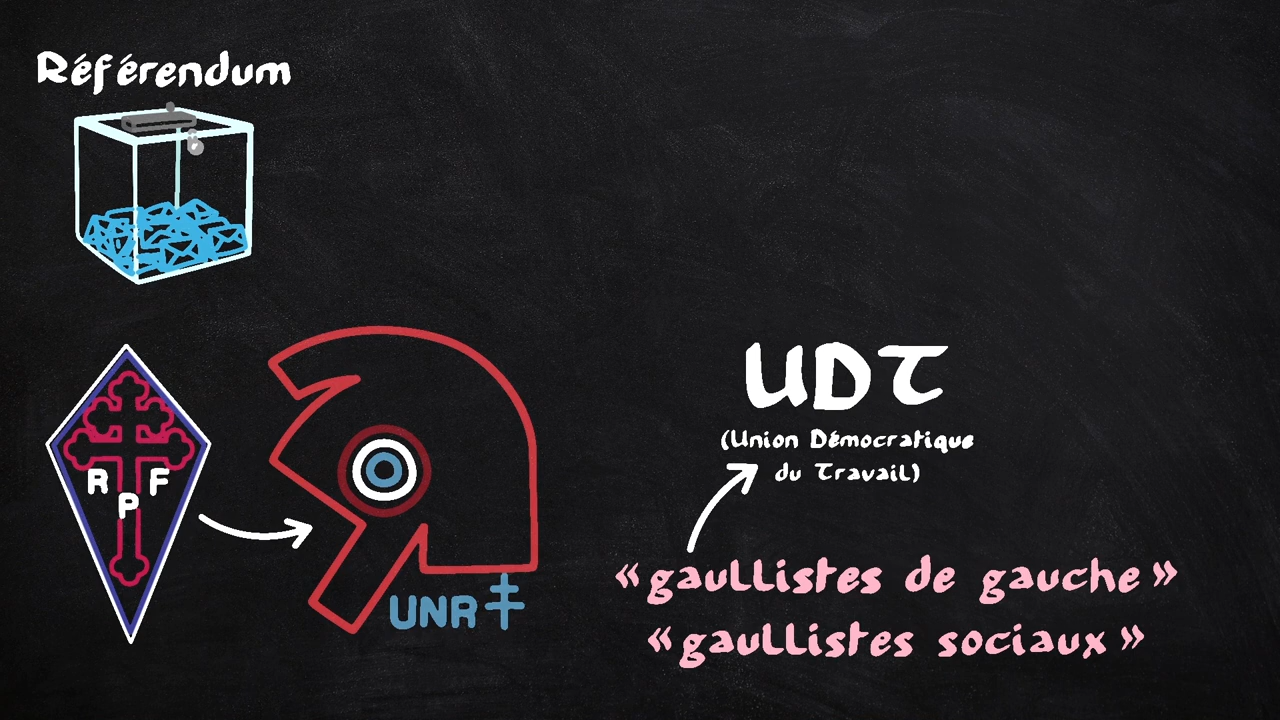 Référendum
R F
P
UNR
UDT
(Union Démocratique
du Travail)
« gaullistes de gauche »
« gaullistes sociaux »